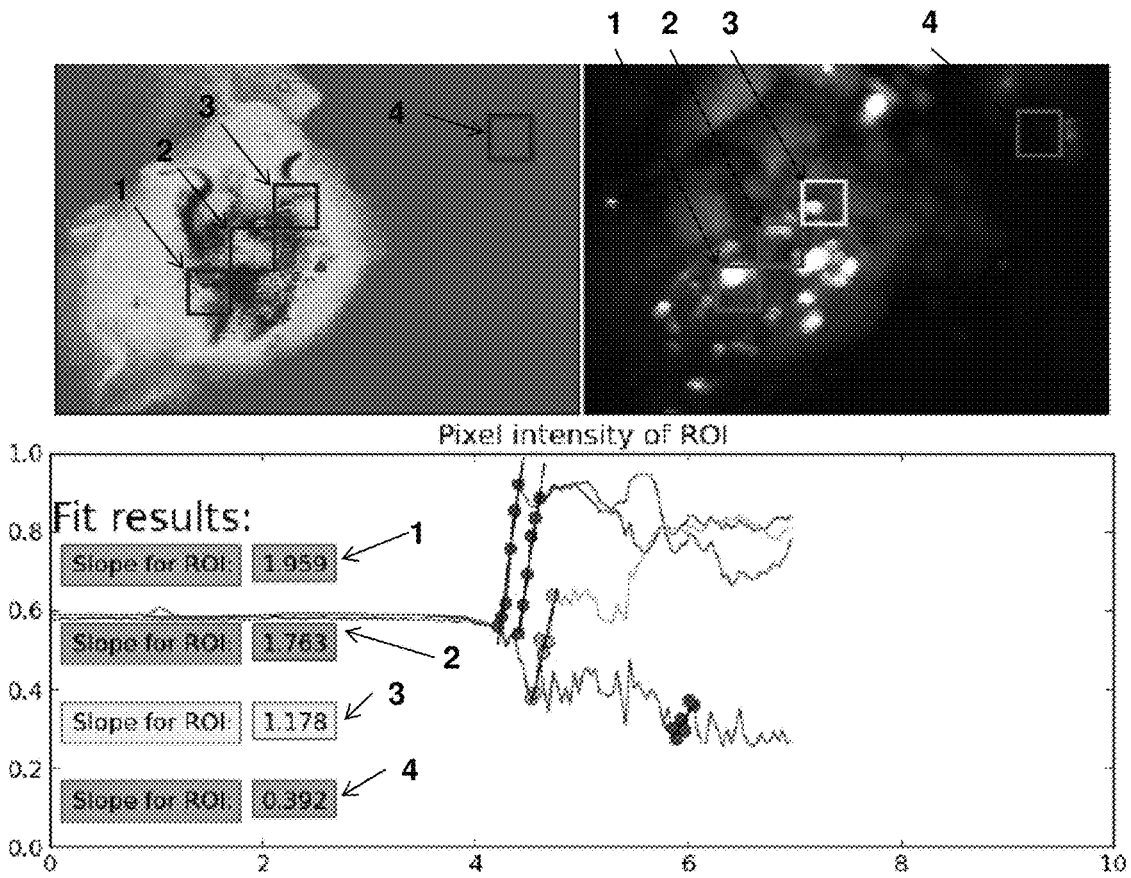 1 2 3 4
3
4
2
1
Pixel intensity of ROI
1.0
Fit results:
0.8
1
Slope for ROI: 1.959
0.6
Slope for ROI: 1.763
2
0.4
3
Slope for ROI: 1.178
0.2
4
Slope for ROI: 0.392
0.0
0 2 4 6 8 10